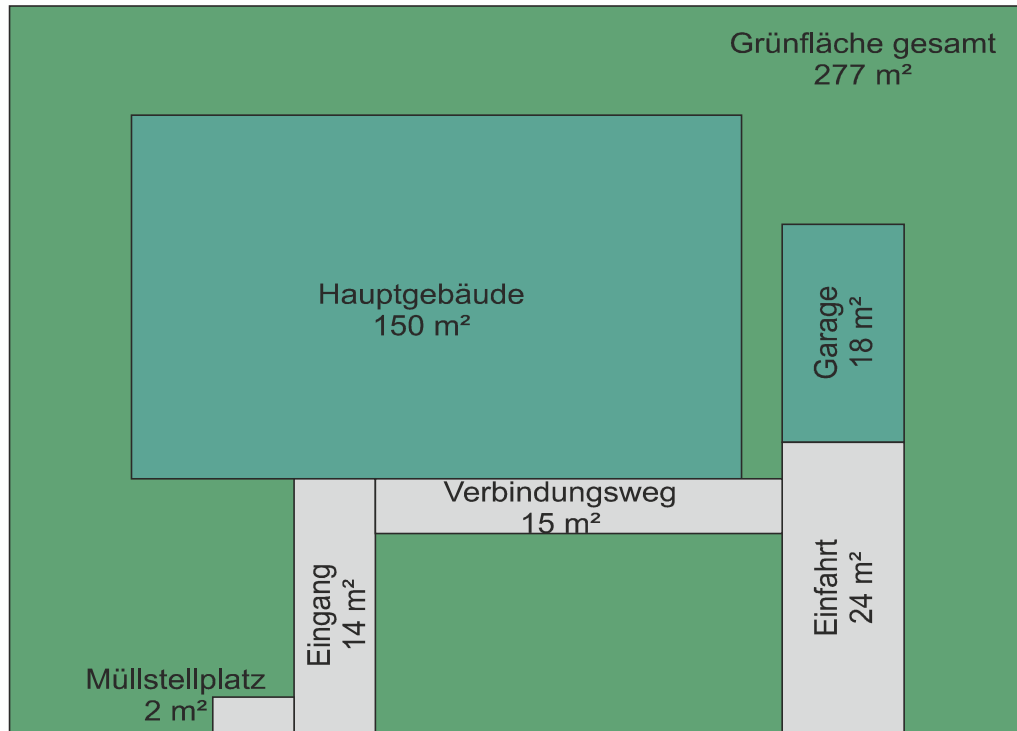 Grünfläche gesamt
277 m²
Hauptgebäude
150 m²
Garage
18 m²
Verbindungsweg
15 m²
Eingang
14 m²
Einfahrt
24 m²
Müllstellplatz
2 m²